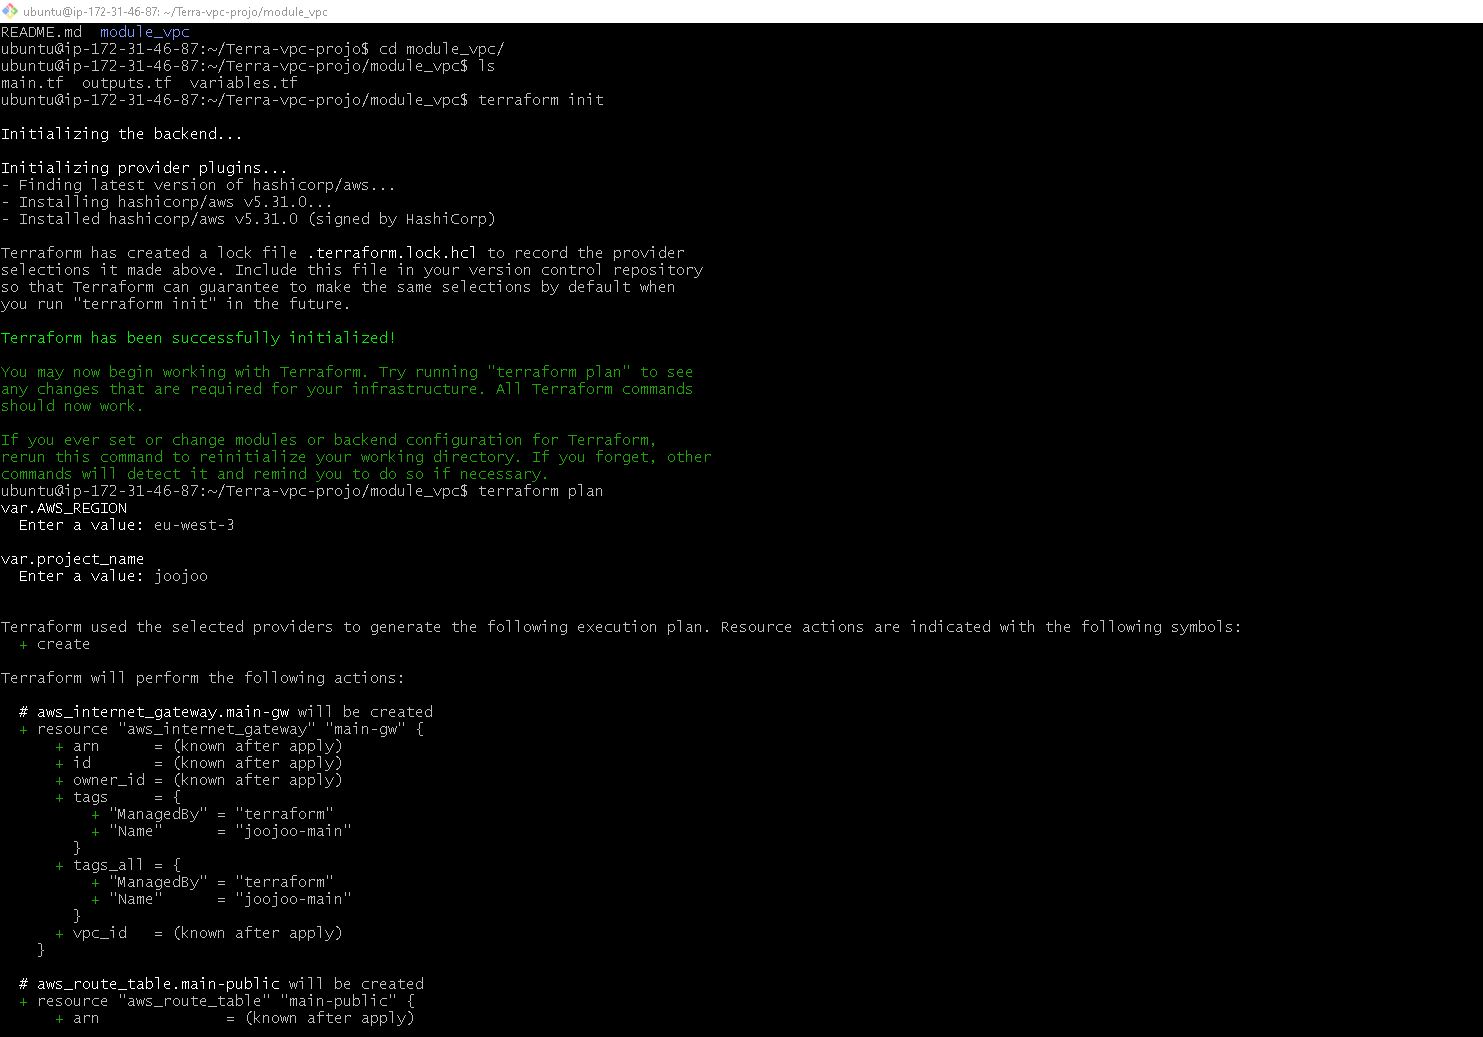 ubuntu@ip-172-31-46-87: ~/Terra-vpc-projo/module_vpc
README.md  module_vpc
ubuntu@ip-172-31-46-87:~/Terra-vpc-projo$ cd module_vpc/
ubuntu@ip-172-31-46-87:~/Terra-vpc-projo/module_vpc$ ls
main.tf  outputs.tf  variables.tf
ubuntu@ip-172-31-46-87:~/Terra-vpc-projo/module_vpc$ terraform init
Initializing the backend...
Initializing provider plugins...
- Finding latest version of hashicorp/aws...
- Installing hashicorp/aws v5.31.0...
- Installed hashicorp/aws v5.31.0 (signed by HashiCorp)
Terraform has created a lock file .terraform.lock.hcl to record the provider
selections it made above. Include this file in your version control repository
so that Terraform can guarantee to make the same selections by default when
you run "terraform init" in the future.
Terraform has been successfully initialized!
You may now begin working with Terraform. Try running "terraform plan" to see
any changes that are required for your infrastructure. All Terraform commands
should now work.
If you ever set or change modules or backend configuration for Terraform,
rerun this command to reinitialize your working directory. If you forget, other
commands will detect it and remind you to do so if necessary.
ubuntu@ip-172-31-46-87:~/Terra-vpc-projo/module_vpc$ terraform plan
var.AWS_REGION
  Enter a value: eu-west-3
var.project_name
  Enter a value: joojoo
Terraform used the selected providers to generate the following execution plan. Resource actions are indicated with the following symbols:
  + create
Terraform will perform the following actions:
  # aws_internet_gateway.main-gw will be created
  + resource "aws_internet_gateway" "main-gw" {
      + arn      = (known after apply)
      + id       = (known after apply)
      + owner_id = (known after apply)
      + tags     = {
          + "ManagedBy" = "terraform"
          + "Name"      = "joojoo-main"
        }
      + tags_all = {
          + "ManagedBy" = "terraform"
          + "Name"      = "joojoo-main"
        }
      + vpc_id   = (known after apply)
    }
  # aws_route_table.main-public will be created
  + resource "aws_route_table" "main-public" {
      + arn              = (known after apply)